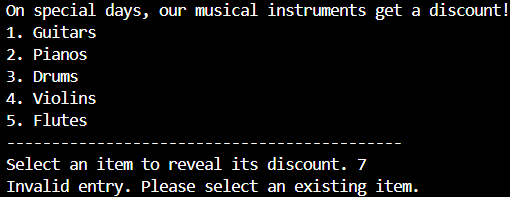 On special days, our musical instruments get a discount!
1. Guitars
2. Pianos
3. Drums
4. Violins
5. Flutes
--------------------------------------------
Select an item to reveal its discount. 7
Invalid entry. Please select an existing item.